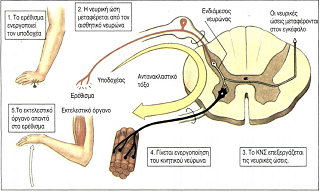 1. Το ερέθισμα
ενεργοποιεί
τον
υποδοχέα
2. Η νευρική ώση
μεταφέρεται από τον
αισθητικό νευρώνα
Ενδιάμεσος
νευρώνας
Οι νευρικές
ώσεις μεταφέρονται
στον εγκέφαλο
Ερέθισμα
Υποδοχέας
Αντανακλαστικό
τόξο
5.Το εκτελεστικό
όργανο απαντά
στο ερέθισμα
Εκτελεστικό όργανο
4. Γίνεται ενεργοποίηση
του κινητικού νεύρωνα
3. Το ΚΝΣ επεξεργάζεται
τις νευρικές ώσεις.